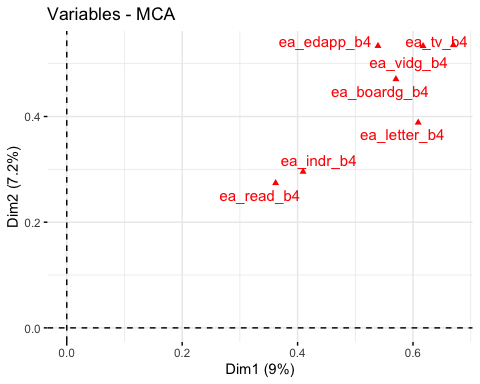 Variables - MCA
ea_edapp_b4
ea_tv_b4
ea_vidg_b4
ea_boardg_b4
ea_letter_b4
ea_indr_b4
ea_read_b4
0.4
0.2
0.0
Dim2 (7.2%)
0.0
0.2
0.4
0.6
Dim1 (9%)